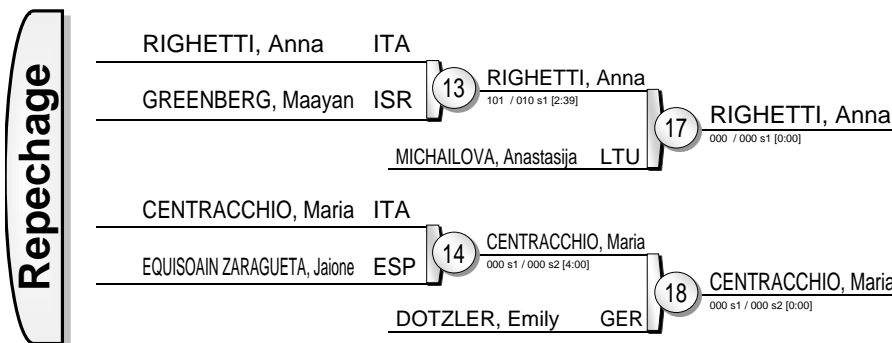 Repechage
RIGHETTI, Anna ITA
GREENBERG, Maayan ISR
13
RIGHETTI, Anna
101 / 010 s1 [2:39]
MICHAILOVA, Anastasija LTU
17
RIGHETTI, Anna
000 / 000 s1 [0:00]
CENTRACCHIO, Maria ITA
EQUISOAIN ZARAGUETA, Jaione ESP
14
CENTRACCHIO, Maria
000 s1 / 000 s2 [4:00]
DOTZLER, Emily GER
18
CENTRACCHIO, Maria
000 s1 / 000 s2 [0:00]